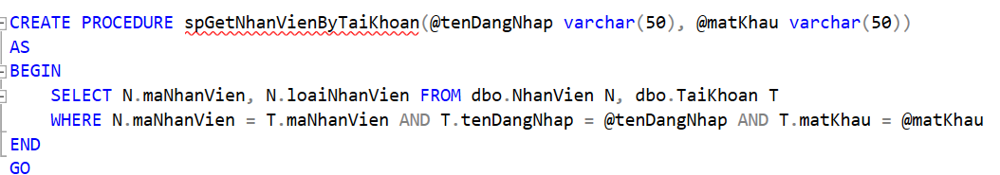 CREATE PROCEDURE spGetNhanVienByTaiKhoan(@tenDangNhap varchar(50), @matKhau varchar(50))
AS
BEGIN
    SELECT N.maNhanVien, N.loaiNhanVien FROM dbo.NhanVien N, dbo.TaiKhoan T
    WHERE N.maNhanVien = T.maNhanVien AND T.tenDangNhap = @tenDangNhap AND T.matKhau = @matKhau
END
GO